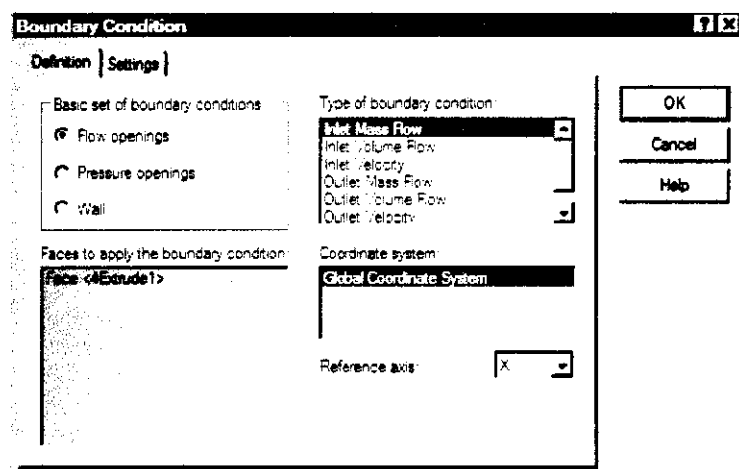 Boundary Condition
Definition
Settings
Basic set of boundary conditions
Flow openings
Pressure openings
Wall
Type of boundary condition:
Inlet Mass Flow
Inlet Volume Flow
Inlet Velocity
Outlet Mass Flow
Outlet Volume Flow
Outlet Velocity
OK
Cancel
Help
Faces to apply the boundary condition:
Face <4Extrude1>
Coordinate system:
Global Coordinate System
Reference axis:
X